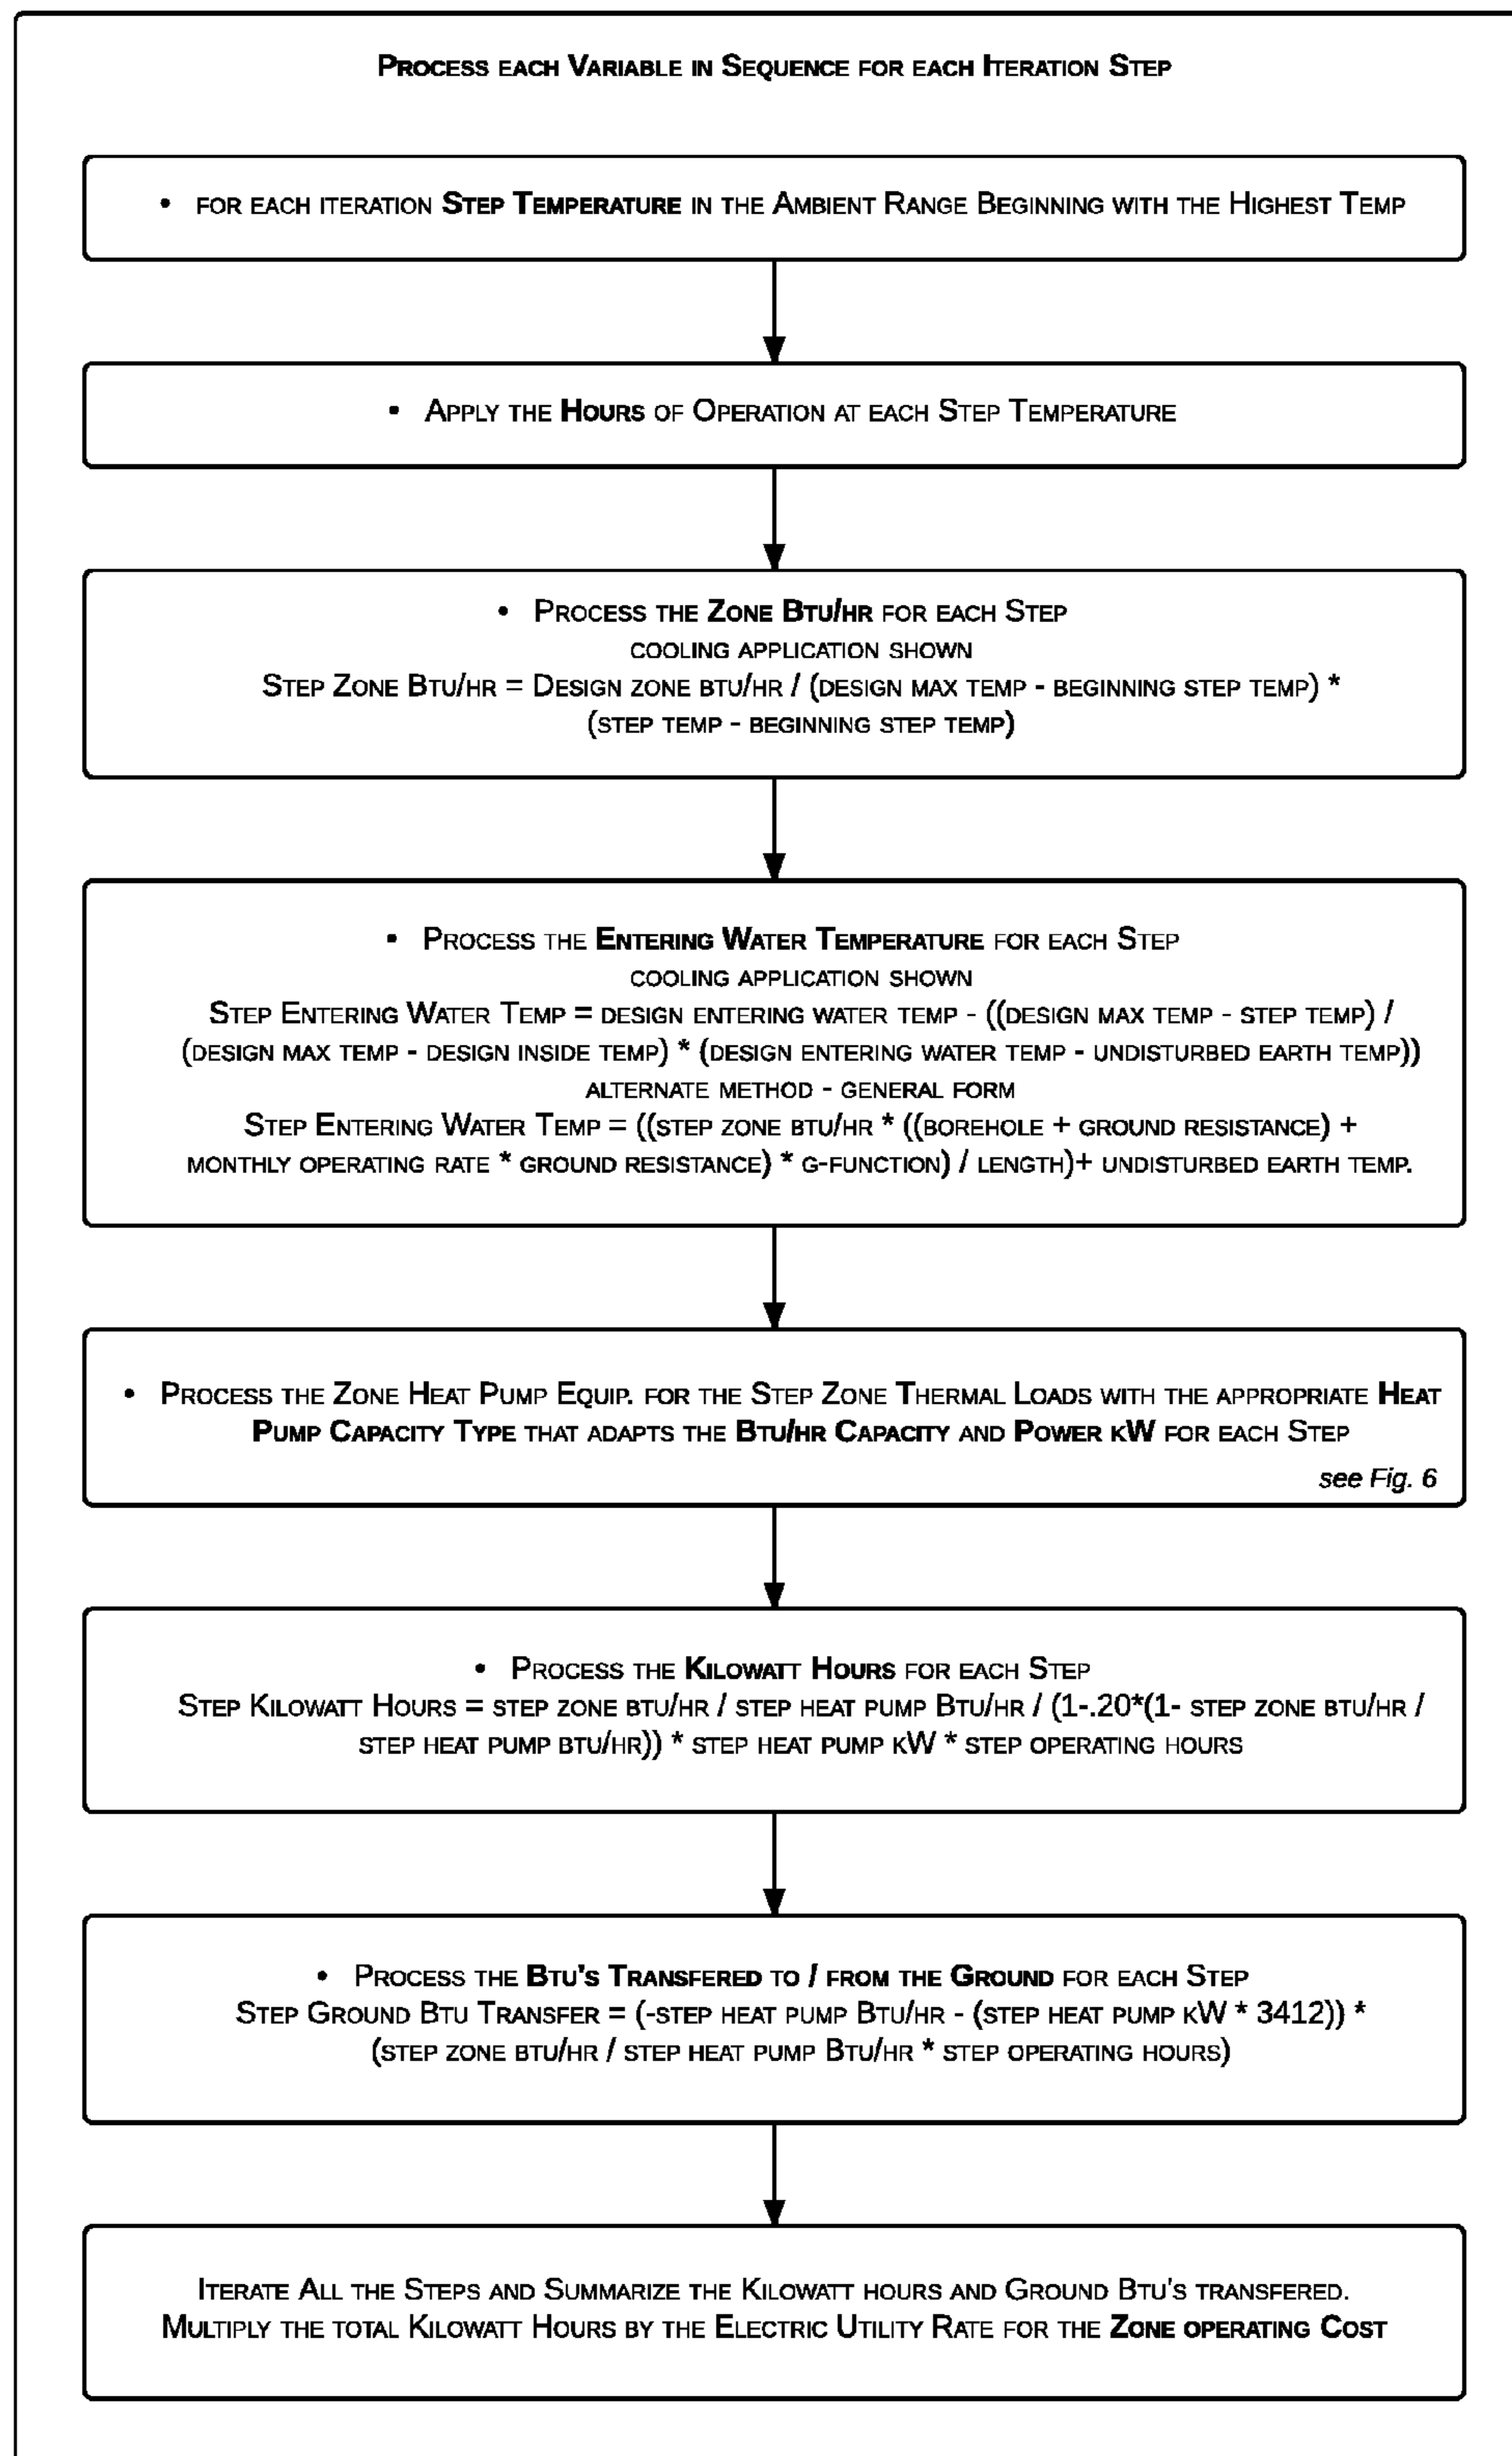 Process each Variable in Sequence for each Iteration Step
• for each iteration Step Temperature in the Ambient Range Beginning with the Highest Temp
• Apply the Hours of Operation at each Step Temperature
• Process the Zone Btu/hr for each Step
cooling application shown
Step Zone Btu/hr = Design zone btu/hr / (design max temp - beginning step temp) *
(step temp - beginning step temp)
• Process the Entering Water Temperature for each Step
cooling application shown
Step Entering Water Temp = design entering water temp - ((design max temp - step temp) /
(design max temp - design inside temp) * (design entering water temp - undisturbed earth temp))
alternate method - general form
Step Entering Water Temp = ((step zone btu/hr * ((borehole + ground resistance) +
monthly operating rate * ground resistance) * g-function) / length)+ undisturbed earth temp.
• Process the Zone Heat Pump Equip. for the Step Zone Thermal Loads with the appropriate Heat
Pump Capacity Type that adapts the Btu/hr Capacity and Power kW for each Step
see Fig. 6
• Process the Kilowatt Hours for each Step
Step Kilowatt Hours = step zone btu/hr / step heat pump Btu/hr / (1-.20*(1- step zone btu/hr /
step heat pump btu/hr)) * step heat pump kW * step operating hours
• Process the Btu's Transfered to / from the Ground for each Step
Step Ground Btu Transfer = (-step heat pump Btu/hr - (step heat pump kW * 3412)) *
(step zone btu/hr / step heat pump Btu/hr * step operating hours)
Iterate All the Steps and Summarize the Kilowatt hours and Ground Btu's transfered.
Multiply the total Kilowatt Hours by the Electric Utility Rate for the Zone operating Cost